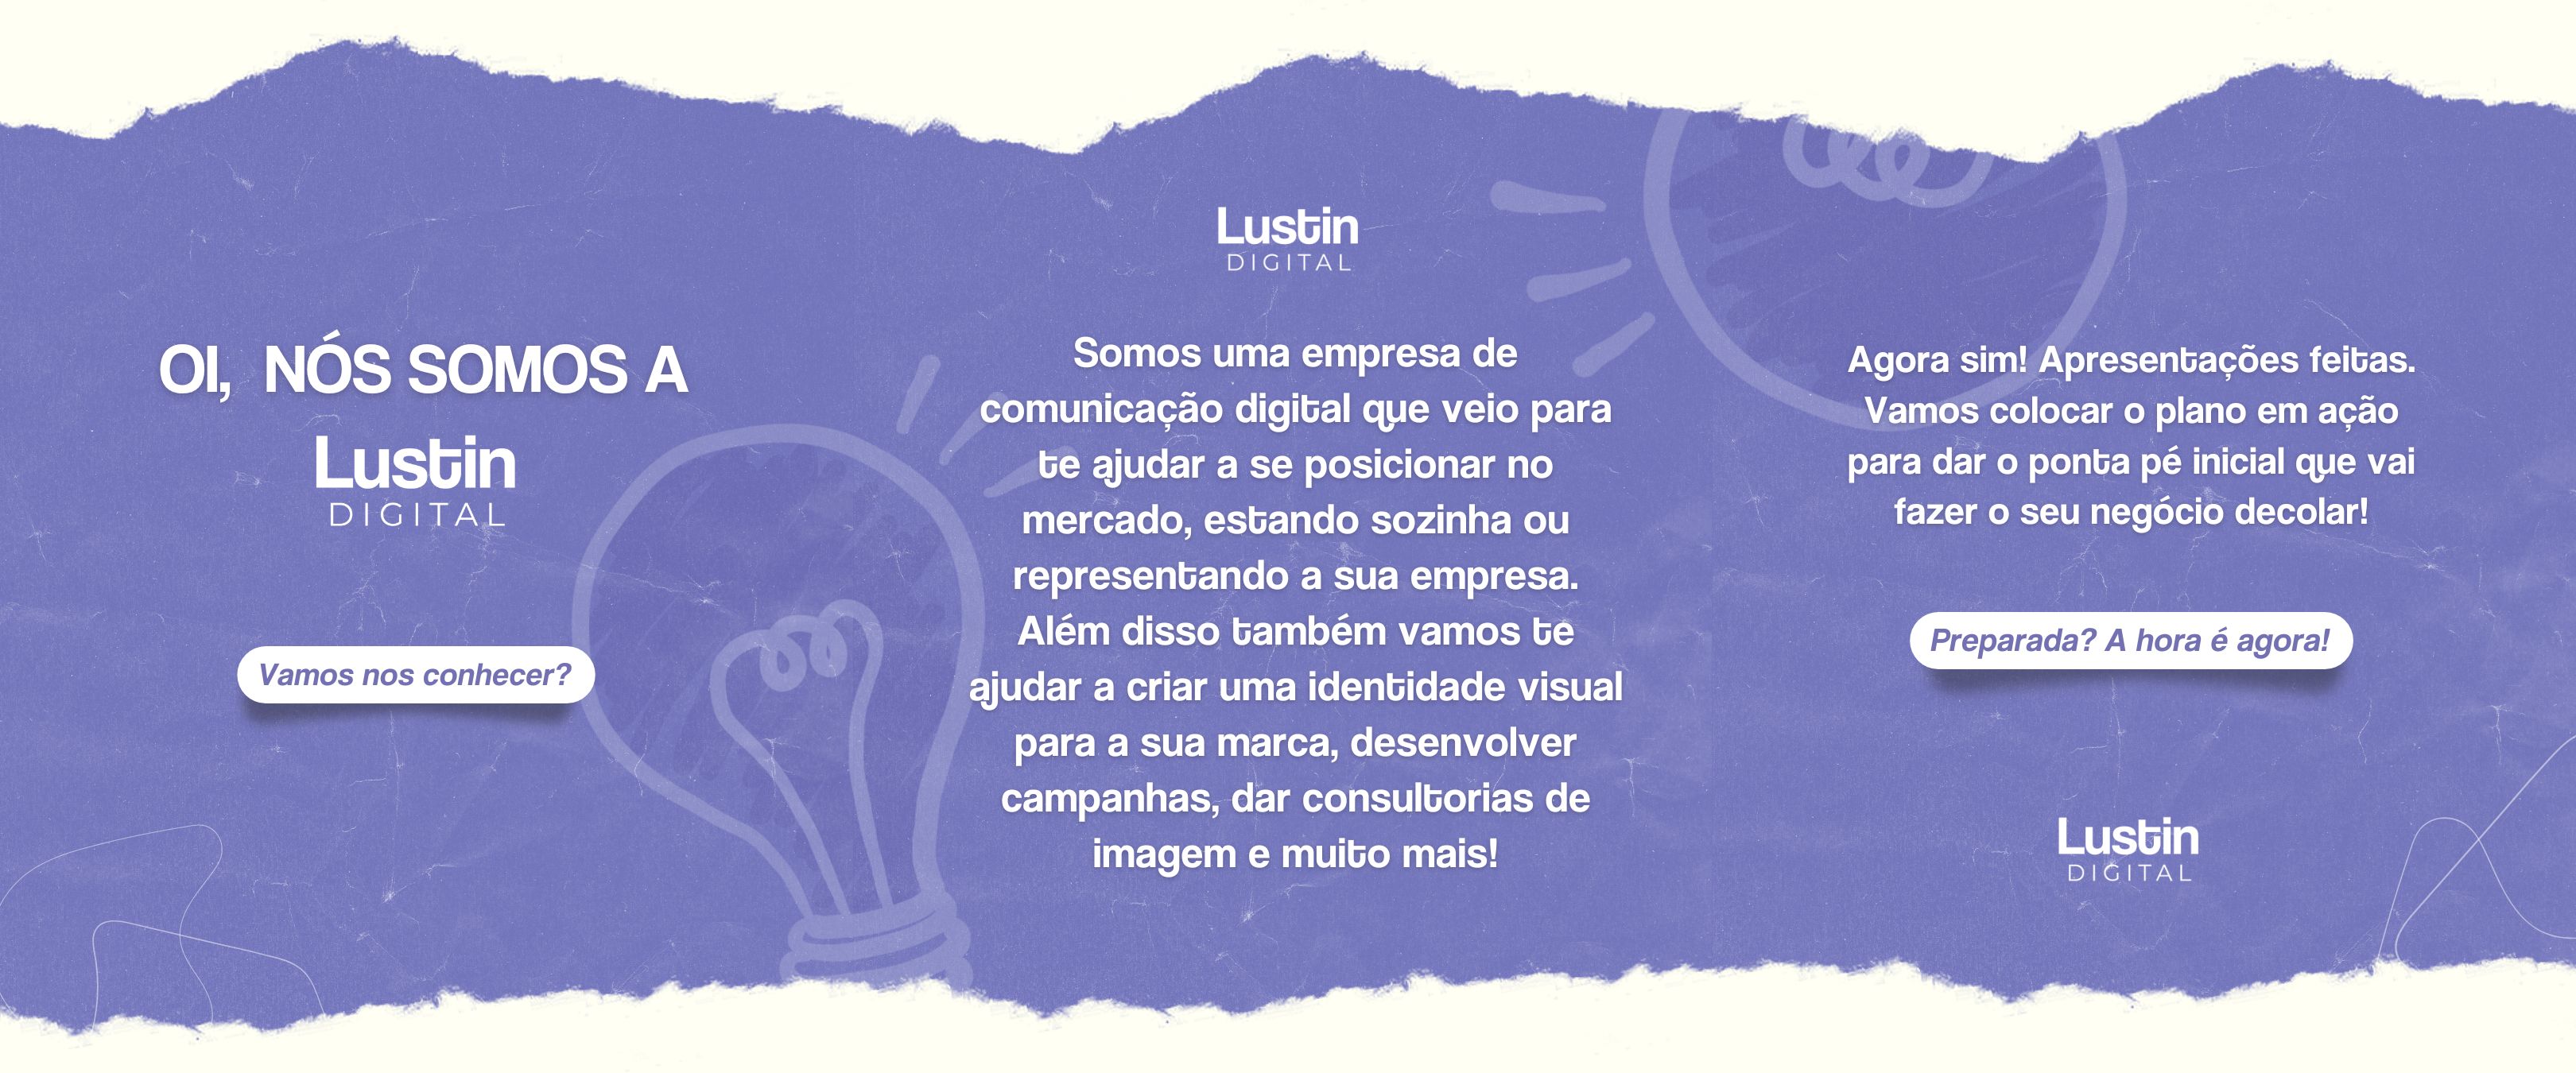 OI, NÓS SOMOS A
Lustin
DIGITAL
Vamos nos conhecer?
Lustin
DIGITAL
Somos uma empresa de
comunicação digital que veio para
te ajudar a se posicionar no
mercado, estando sozinha ou
representando a sua empresa.
Além disso também vamos te
ajudar a criar uma identidade visual
para a sua marca, desenvolver
campanhas, dar consultorias de
imagem e muito mais!
Agora sim! Apresentações feitas.
Vamos colocar o plano em ação
para dar o ponta pé inicial que vai
fazer o seu negócio decolar!
Preparada? A hora é agora!
Lustin
DIGITAL